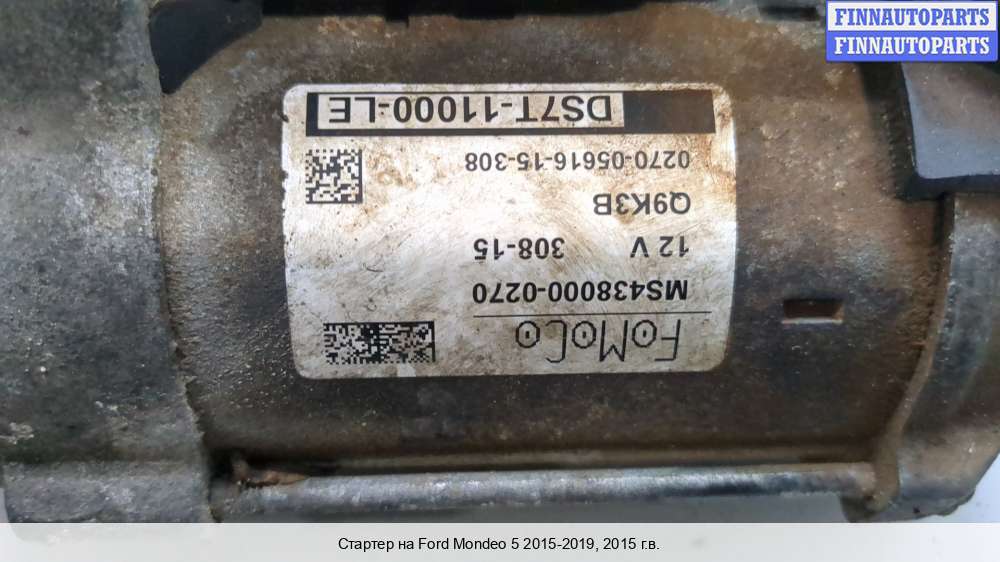 FINNAUTOPARTS
FINNAUTOPARTS
FoMoCo
MS438000-0270
12 V 308-15
Q9K3B
0270-05616-15-308
DS7T-11000-LE
Стартер на Ford Mondeo 5 2015-2019, 2015 г.в.